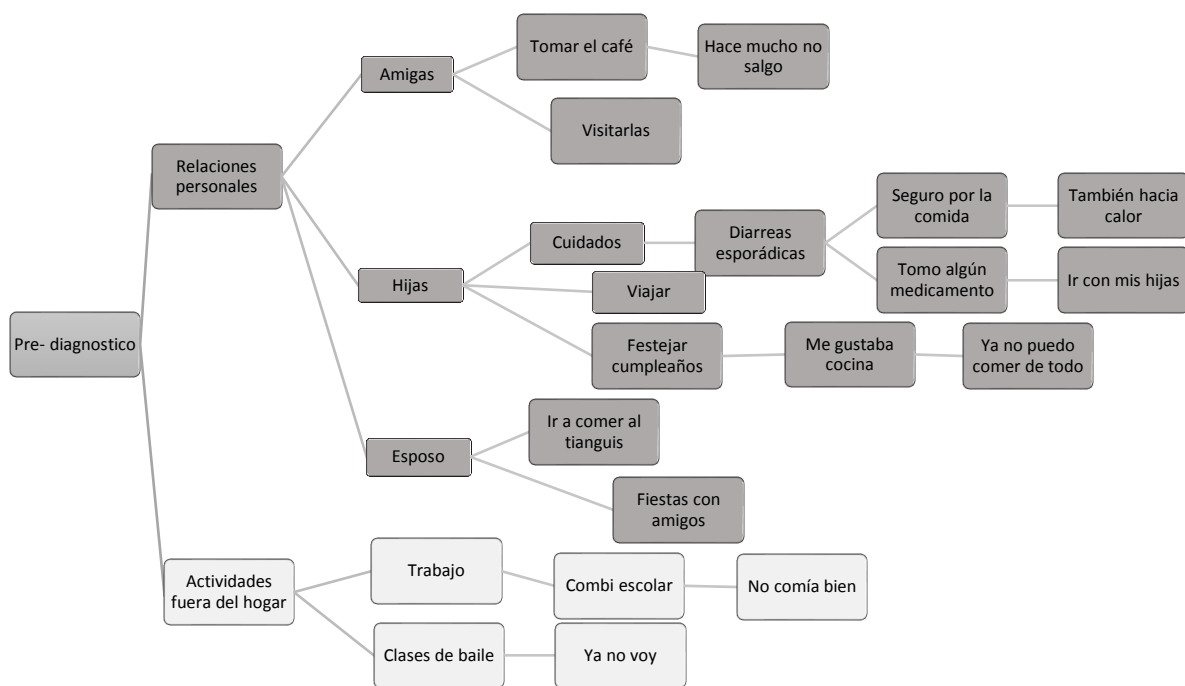 Pre- diagnostico
Relaciones
personales
Amigas
Tomar el café
Hace mucho no
salgo
Visitarlas
Hijas
Cuidados
Diarreas
esporádicas
Seguro por la
comida
También hacia
calor
Tomo algún
medicamento
Ir con mis hijas
Viajar
Festejar
cumpleaños
Me gustaba
cocina
Ya no puedo
comer de todo
Esposo
Ir a comer al
tianguis
Fiestas con
amigos
Actividades
fuera del hogar
Trabajo
Combi escolar
No comía bien
Clases de baile
Ya no voy